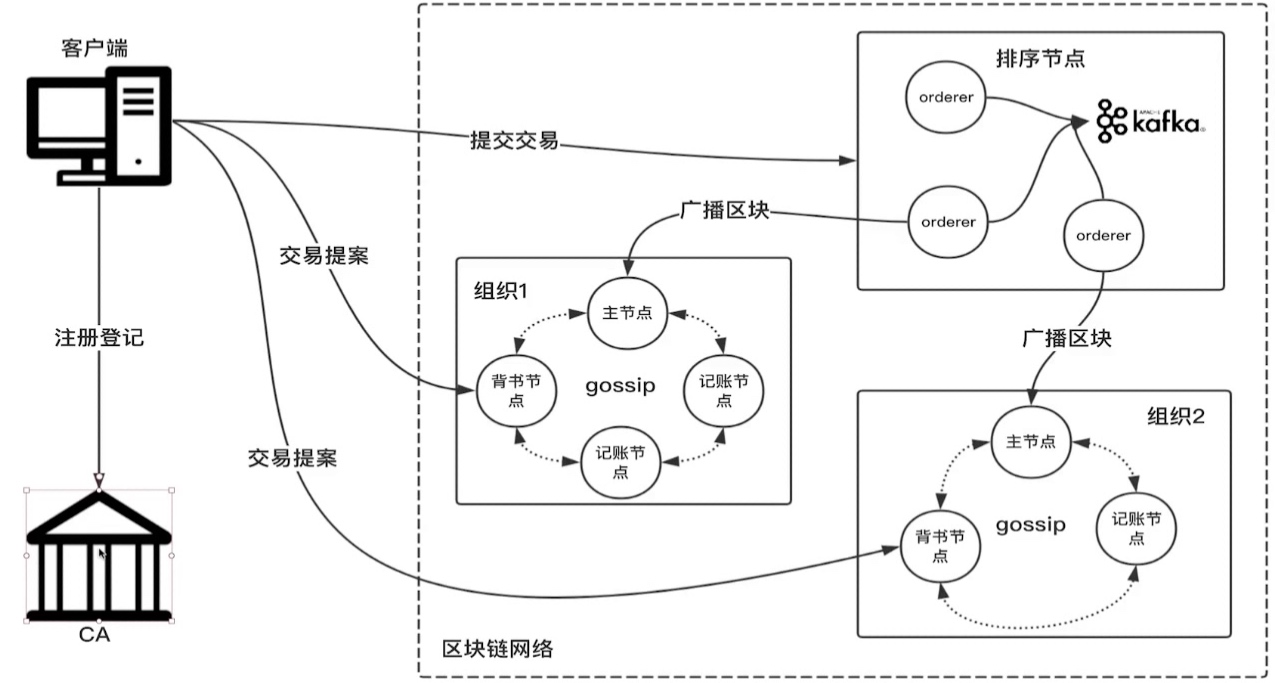 客户端
排序节点
orderer
kafka
提交交易
广播区块
orderer
orderer
交易提案
组织1
主节点
注册登记
广播区块
背书节
点
gossip
记账节
点
组织2
主节点
交易提案
记账节
点
背书节
点
gossip
记账节
点
CA
区块链网络